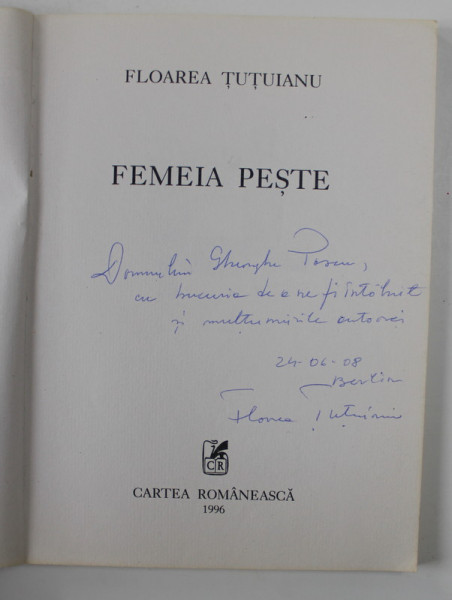 FLOAREA ȚUȚUIANU
FEMEIA PEȘTE
Domnului Gheorghe
cu bucuria de a ne fi întâlnit
și mulțumirile autoarei
24-06-08
Berlin
Floarea Țuțuianu
CR
CARTEA ROMÂNEASCĂ
1996